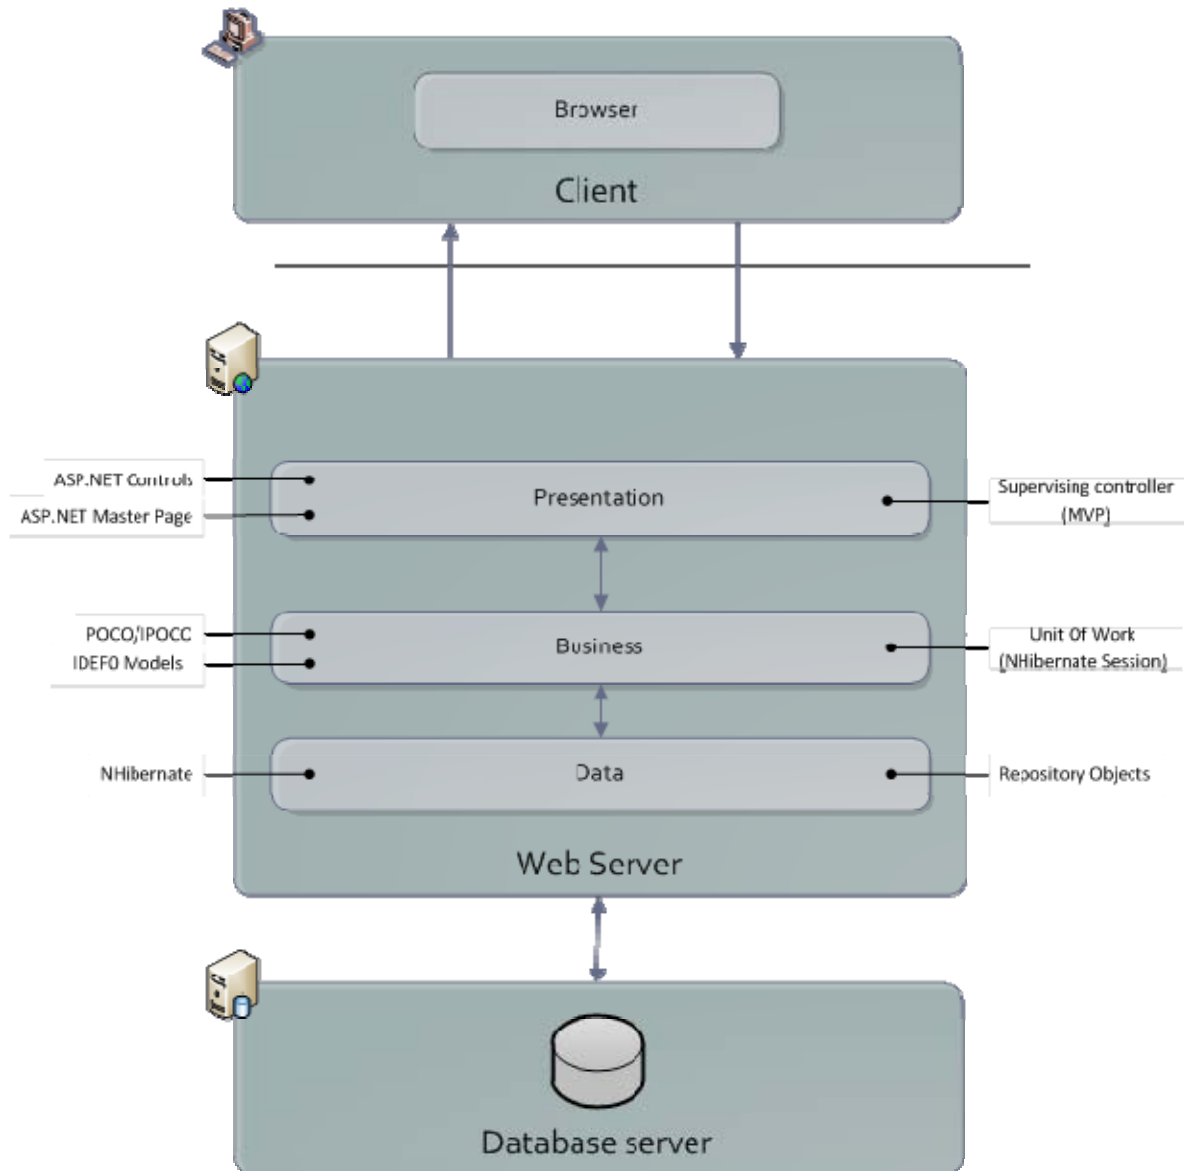 Browser
Client
ASP.NET Controls
ASP.NET Master Page
Presentation
Supervising controller
(MVP)
POCO/IPOCO
IDEF0 Models
Business
Unit Of Work
(NHibernate Session)
NHibernate
Data
Repository Objects
Web Server
Database server